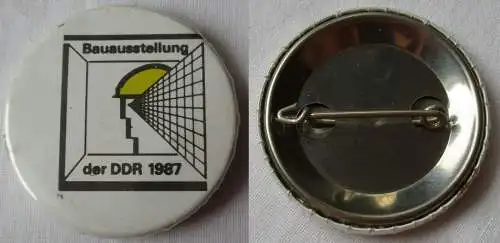 Bauausstellung
der DDR 1987